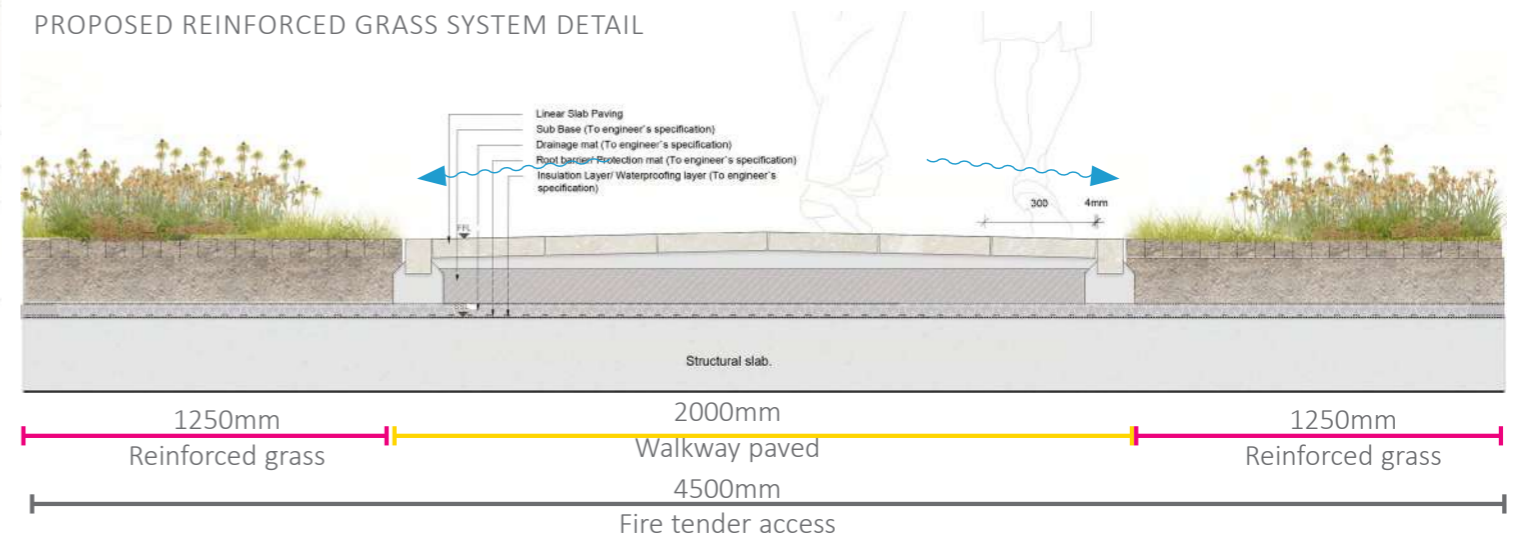 PROPOSED REINFORCED GRASS SYSTEM DETAIL
Linear Slab Paving
Sub Base (To engineer's specification)
Drainage mat (To engineer's specification)
Root barrier/ Protection mat (To engineer's specification)
Insulation Layer/ Waterproofing layer (To engineer's
specification)
300
4mm
FFL
Structural slab.
1250mm
Reinforced grass
2000mm
Walkway paved
1250mm
Reinforced grass
4500mm
Fire tender access